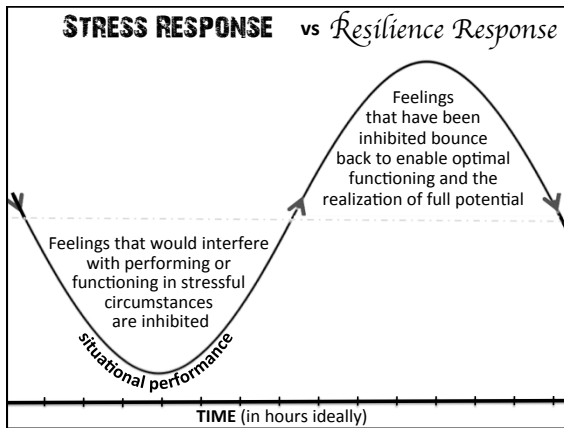 STRESS RESPONSE vs Resilience Response
Feelings
that have been
inhibited bounce
back to enable optimal
functioning and the
realization of full potential
Feelings that would interfere
with performing or
functioning in stressful
circumstances
are inhibited
situational performance
TIME (in hours ideally)